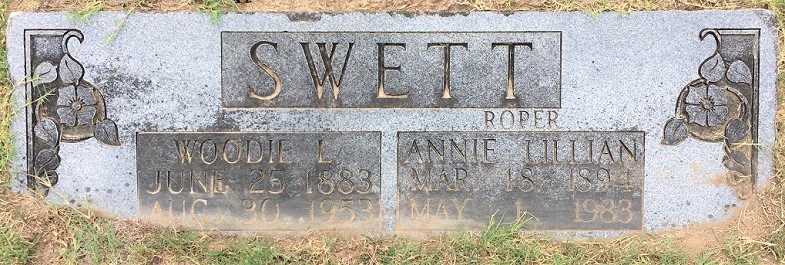 SWETT
ROPER
WOODIE L.
JUNE 25 1883
AUG. 30 1953
ANNIE LILLIAN
MAR. 18, 1894
MAY 1, 1983